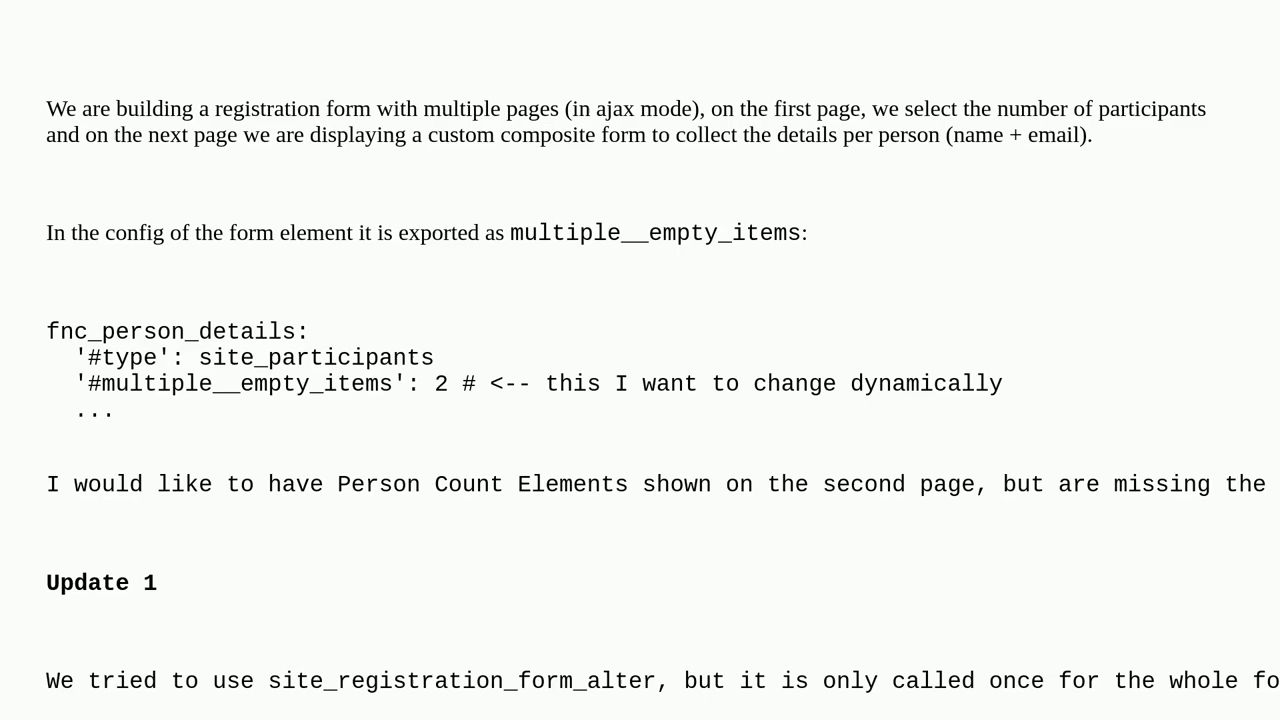 We are building a registration form with multiple pages (in ajax mode), on the first page, we select the number of participants
and on the next page we are displaying a custom composite form to collect the details per person (name + email).
In the config of the form element it is exported as multiple__empty_items:
fnc_person_details:
  '#type': site_participants
  '#multiple__empty_items': 2 # <-- this I want to change dynamically
  ...
I would like to have Person Count Elements shown on the second page, but are missing the
Update 1
We tried to use site_registration_form_alter, but it is only called once for the whole fo